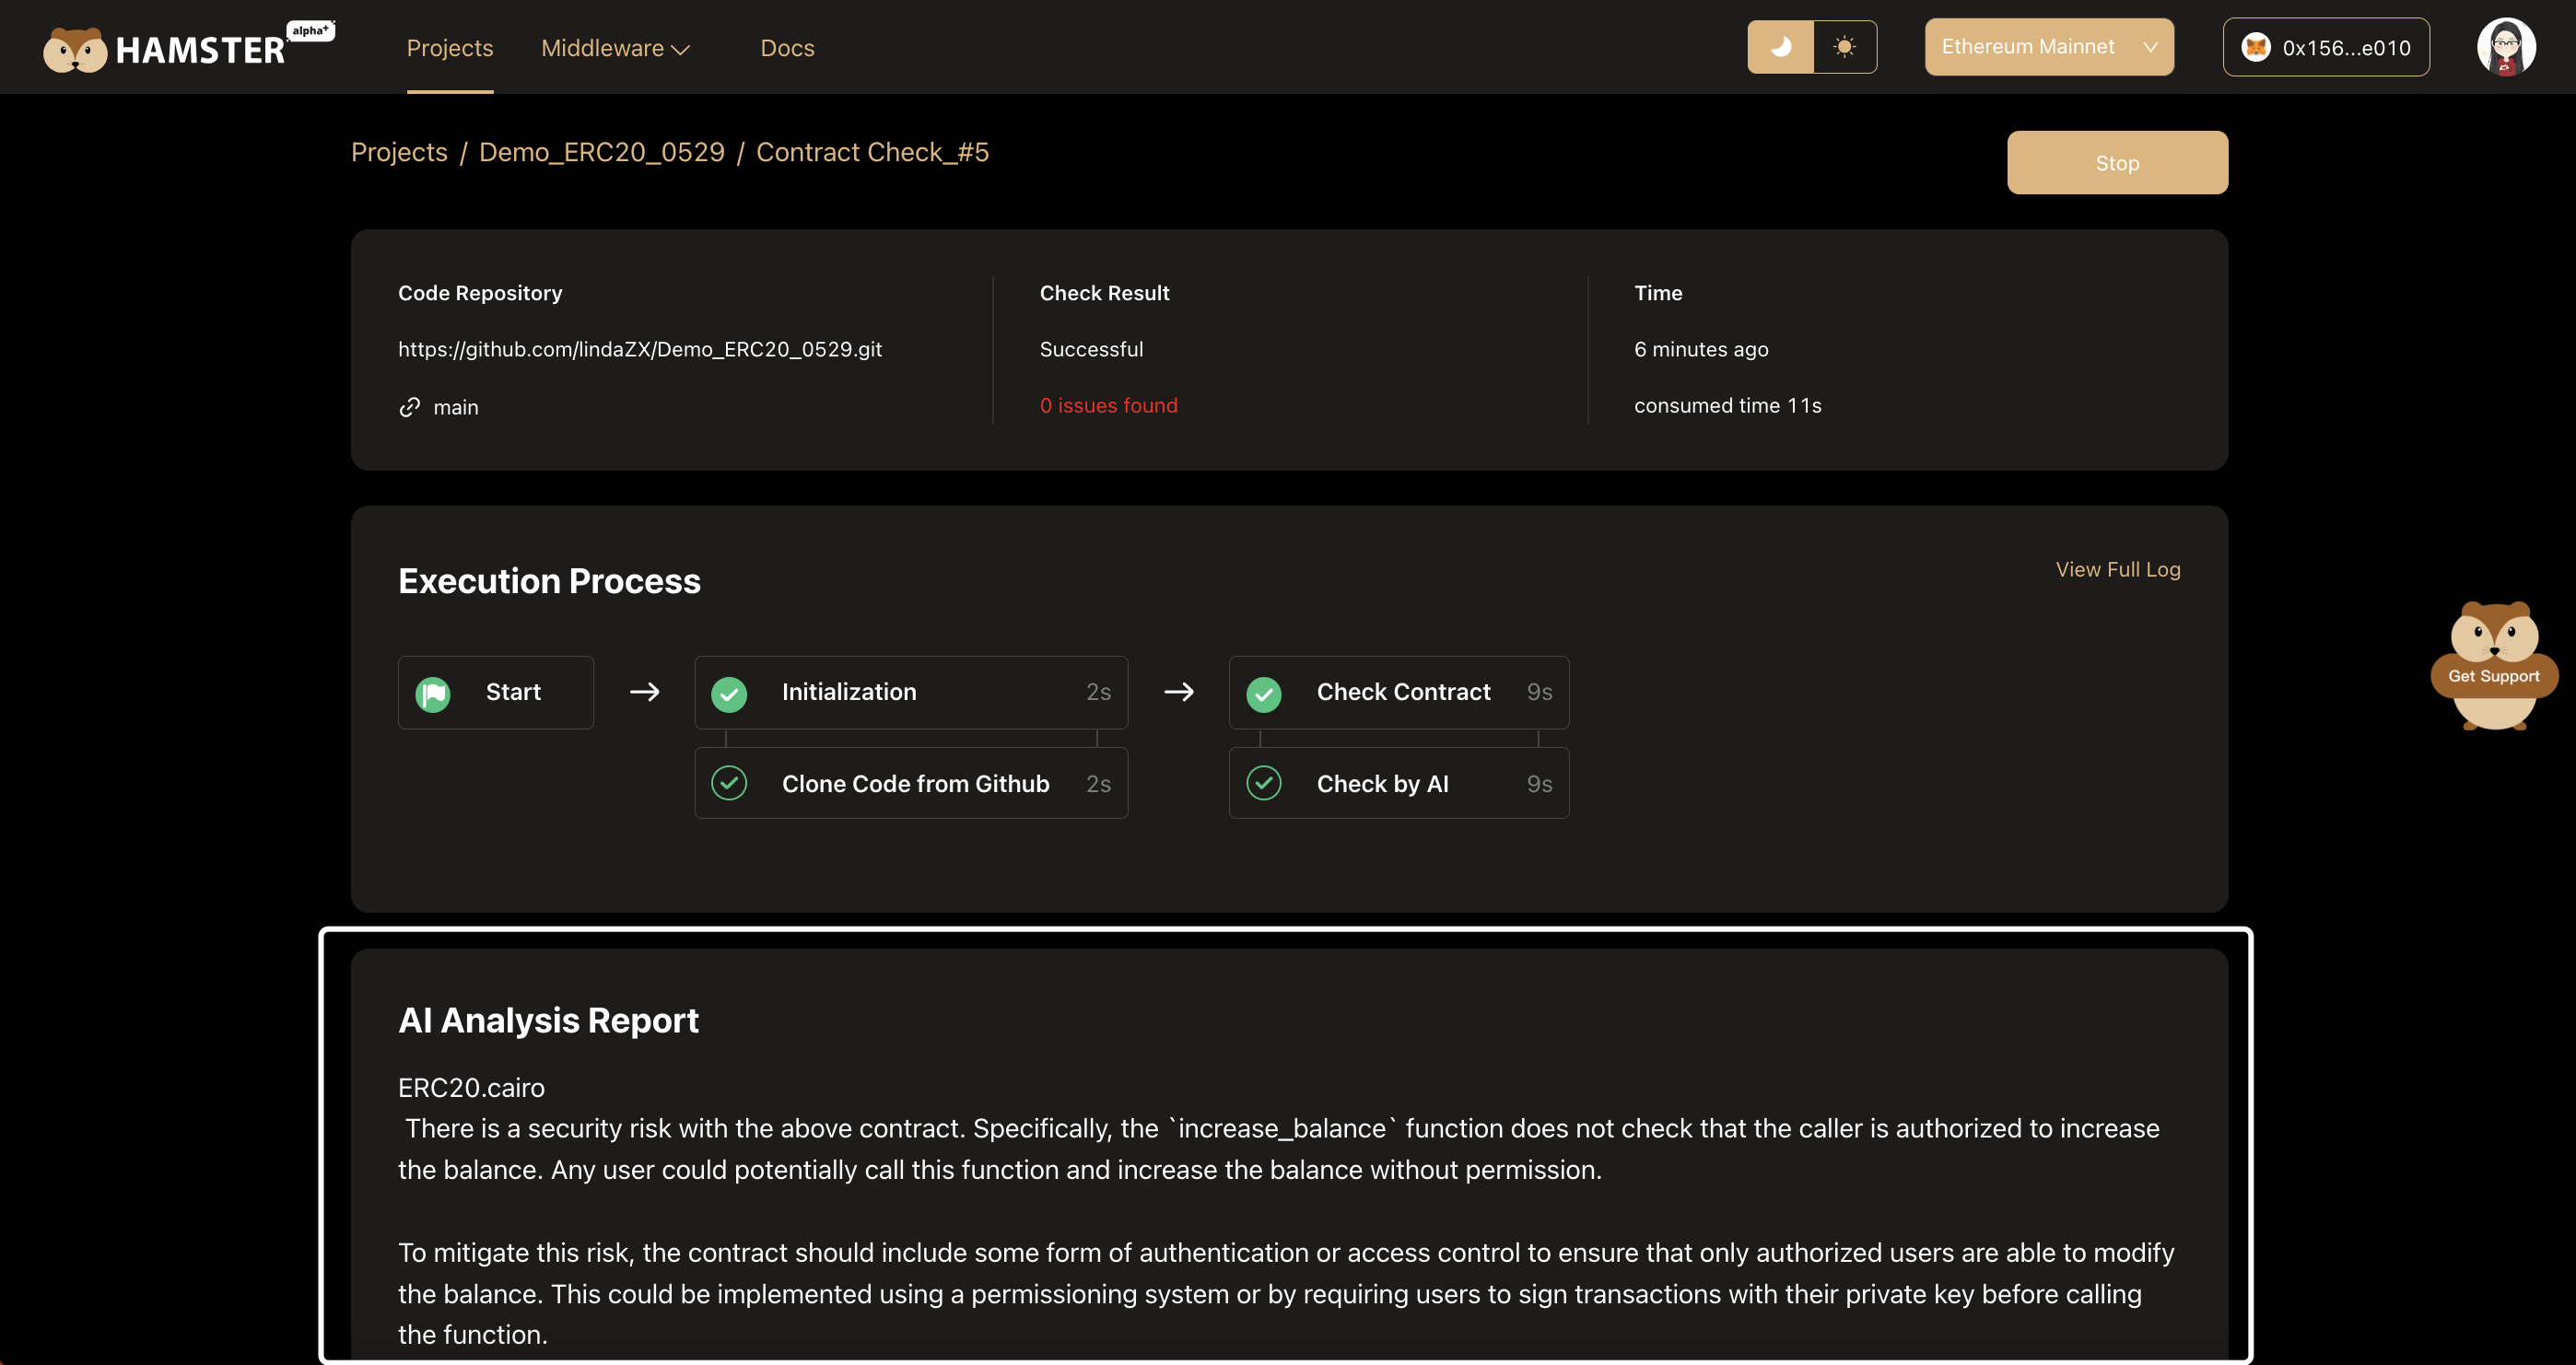 HAMSTER alpha+
Projects Middleware Docs
Ethereum Mainnet
0x156...e010
Projects / Demo_ERC20_0529 / Contract Check_#5
Stop
Code Repository
https://github.com/lindaZX/Demo_ERC20_0529.git
main
Check Result
Successful
0 issues found
Time
6 minutes ago
consumed time 11s
Execution Process
View Full Log
Start
Initialization 2s
Clone Code from Github 2s
Check Contract 9s
Check by AI 9s
Get Support
AI Analysis Report
ERC20.cairo
There is a security risk with the above contract. Specifically, the `increase_balance` function does not check that the caller is authorized to increase
the balance. Any user could potentially call this function and increase the balance without permission.
To mitigate this risk, the contract should include some form of authentication or access control to ensure that only authorized users are able to modify
the balance. This could be implemented using a permissioning system or by requiring users to sign transactions with their private key before calling
the function.